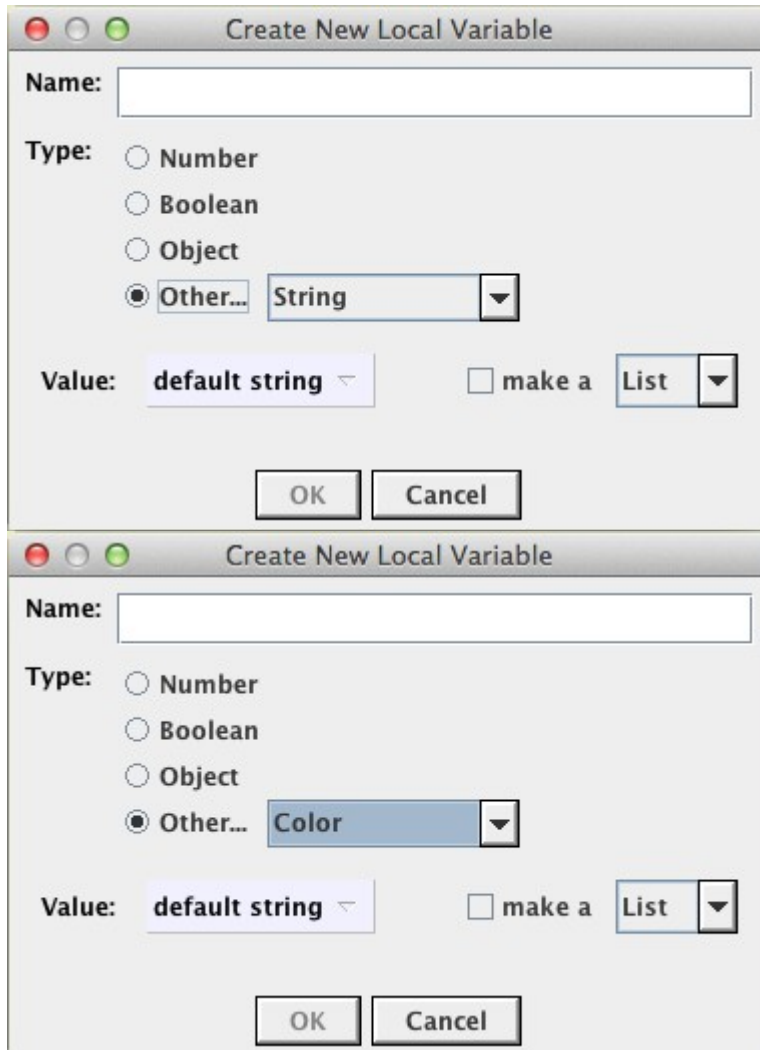 Create New Local Variable
Name:
Type: Number
Boolean
Object
Other... String
Value: default string make a List
OK Cancel
Create New Local Variable
Name:
Type: Number
Boolean
Object
Other... Color
Value: default string make a List
OK Cancel